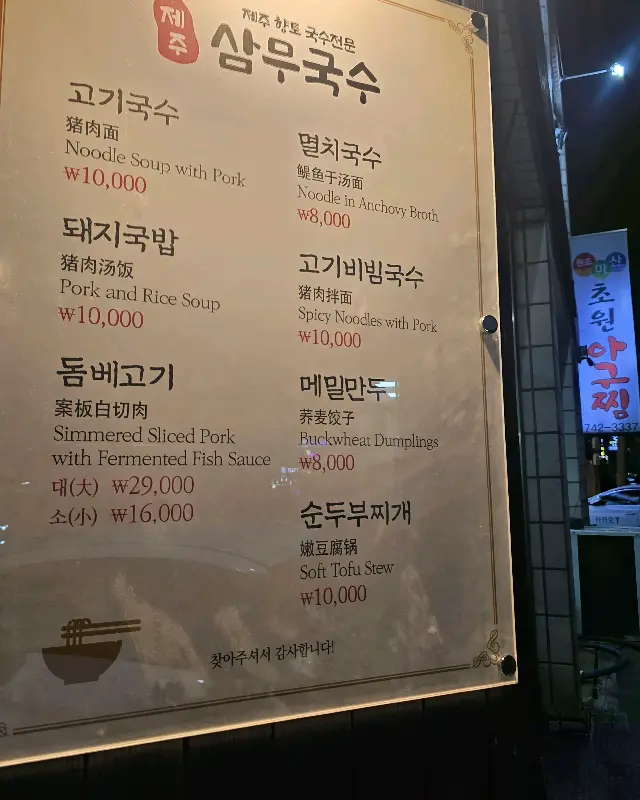 제주
제주 향토 국수전문
삼무국수
고기국수
猪肉面
Noodle Soup with Pork
₩10,000
돼지국밥
猪肉汤饭
Pork and Rice Soup
₩10,000
돔베고기
案板白切肉
Simmered Sliced Pork
with Fermented Fish Sauce
대(大) ₩29,000
소(小) ₩16,000
멸치국수
鳀鱼于汤面
Noodle in Anchovy Broth
₩8,000
고기비빔국수
猪肉拌面
Spicy Noodles with Pork
₩10,000
메밀만두
荞麦饺子
Buckwheat Dumplings
₩8,000
순두부찌개
嫩豆腐锅
Soft Tofu Stew
₩10,000
찾아주셔서 감사합니다!
원조 마산
초원
아구찜
742-3337